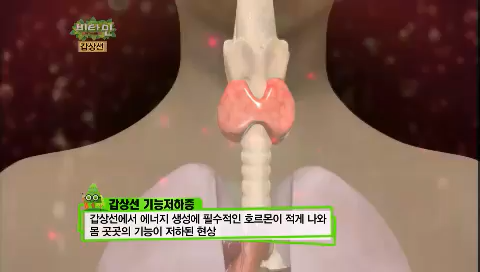 비타민
갑상선
갑상선 기능저하증
갑상선에서 에너지 생성에 필수적인 호르몬이 적게 나와
몸 곳곳의 기능이 저하된 현상